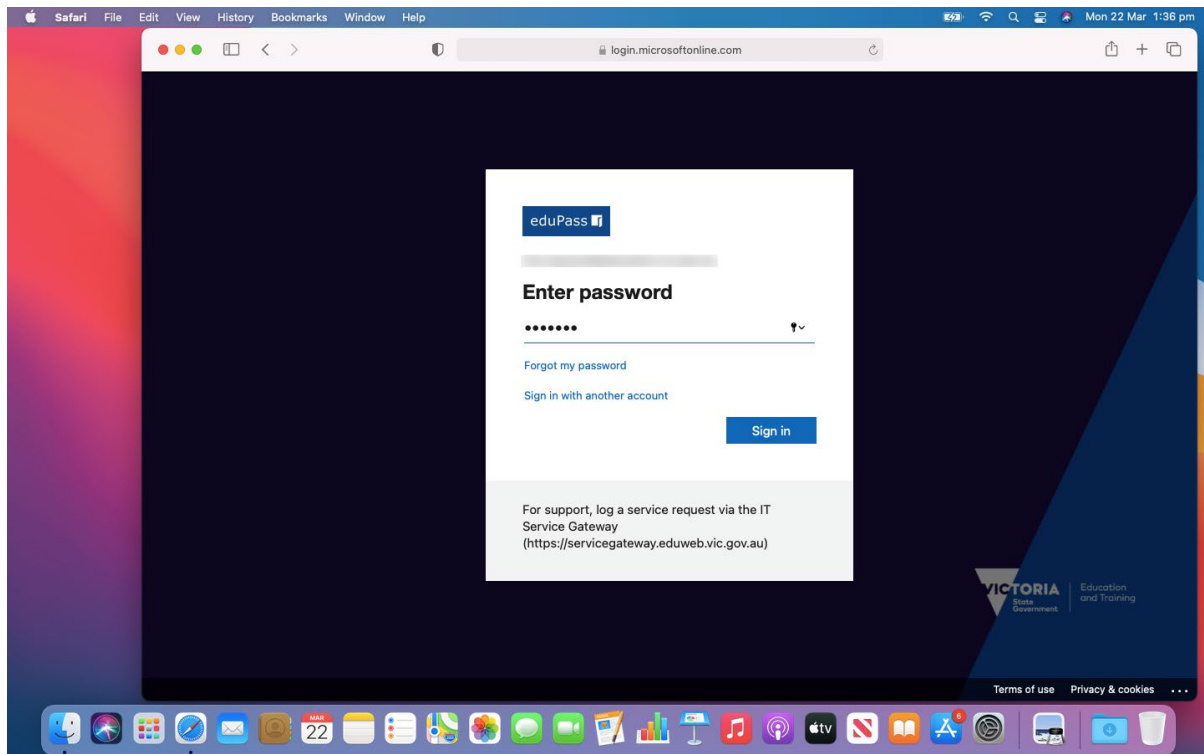 Safari File Edit View History Bookmarks Window Help
Mon 22 Mar 1:36 pm
login.microsoftonline.com
eduPass
Enter password
•••••••
Forgot my password
Sign in with another account
Sign in
For support, log a service request via the IT
Service Gateway
(https://servicegateway.eduweb.vic.gov.au)
VICTORIA
State
Government
Education
and Training
Terms of use Privacy & cookies ...
MAR
22
tv
6